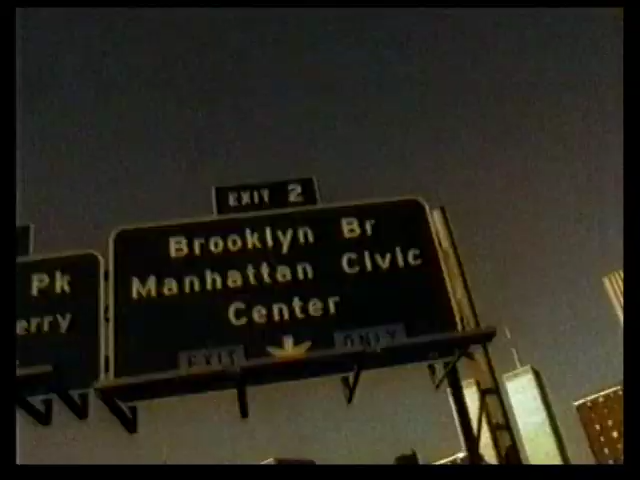 EXIT 2
Brooklyn Br
Manhattan Civic
Center
EXIT ONLY
Pk
erry